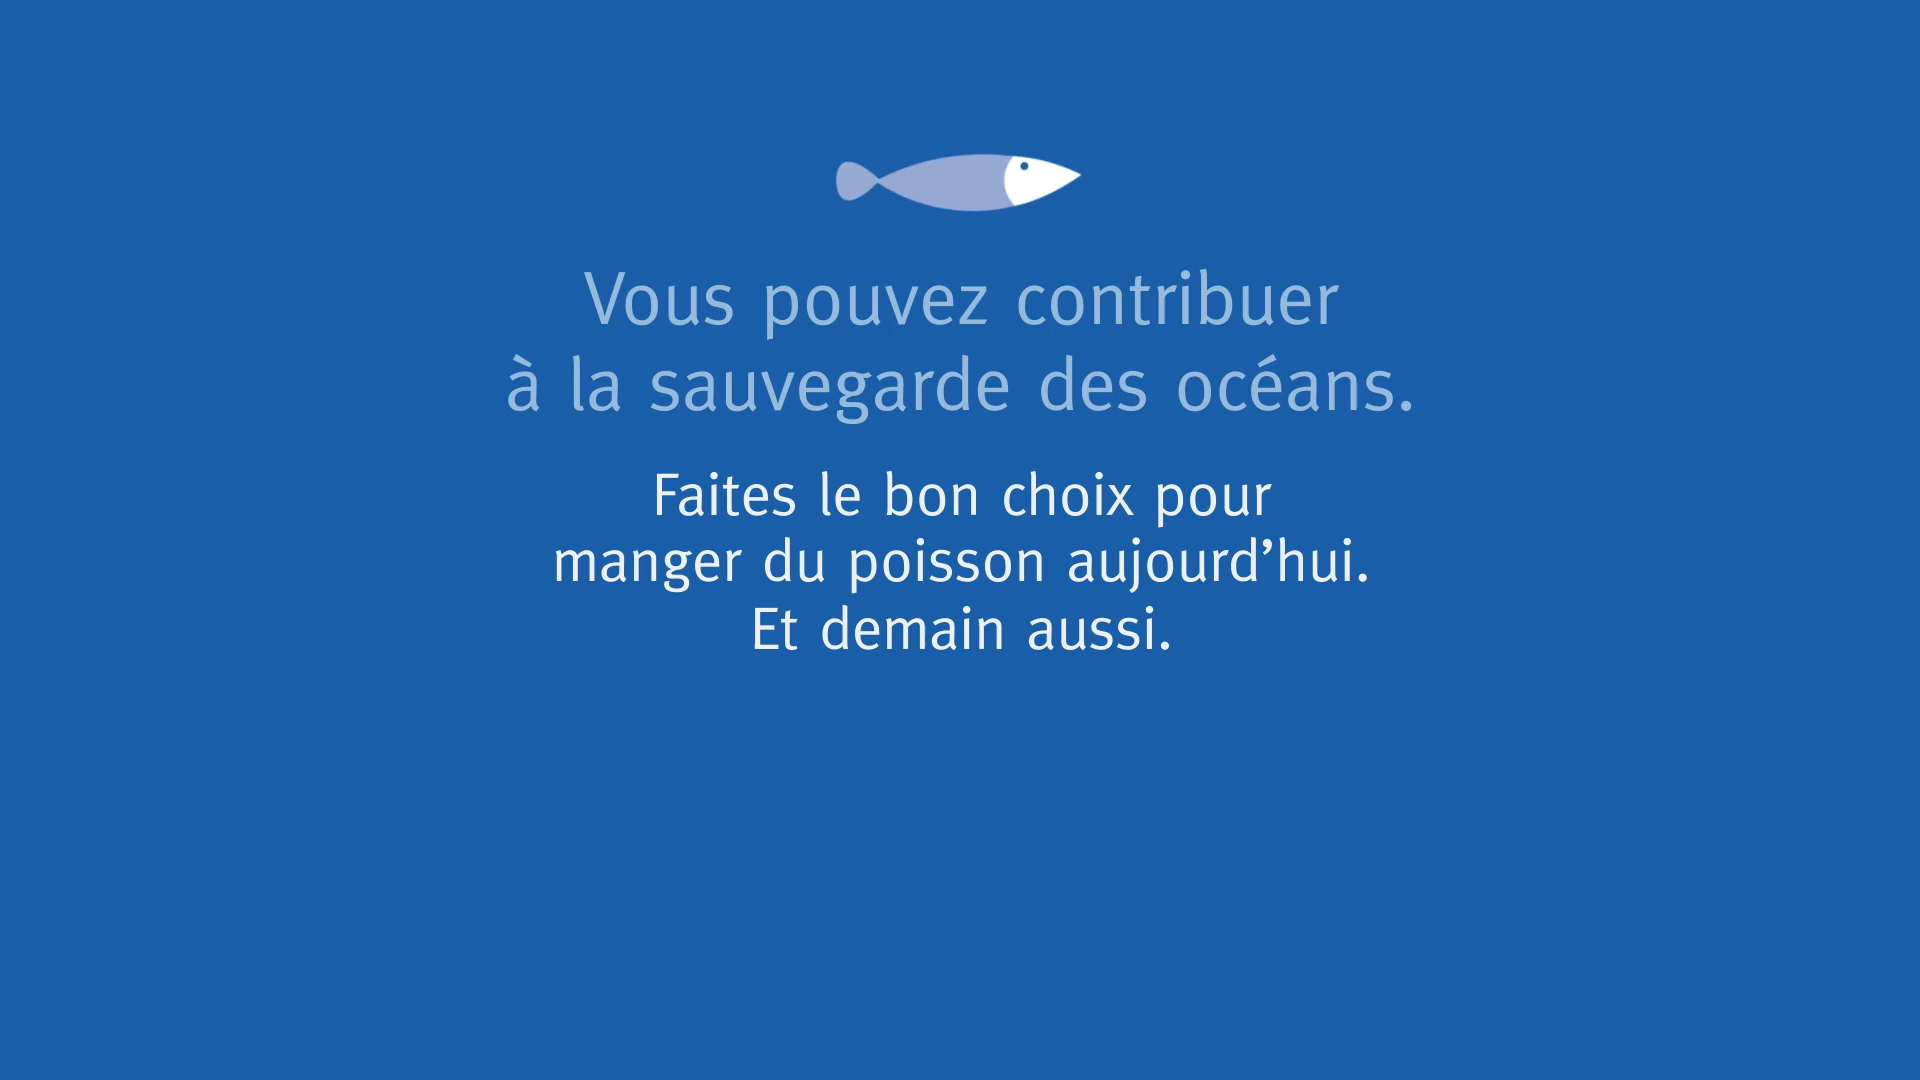 Vous pouvez contribuer
à la sauvegarde des océans.
Faites le bon choix pour
manger du poisson aujourd’hui.
Et demain aussi.